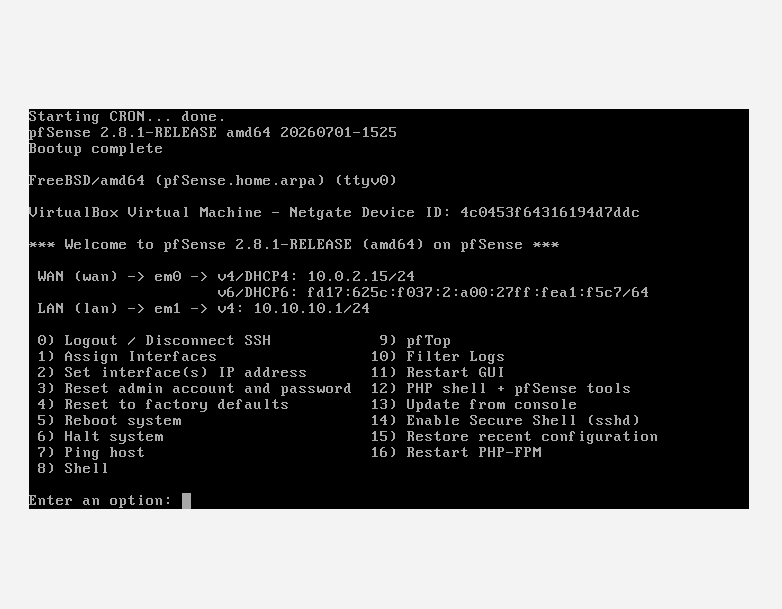 Starting CRON... done.
pfSense 2.8.1-RELEASE amd64 20260701-1525
Bootup complete
FreeBSD/amd64 (pfSense.home.arpa) (ttyv0)
VirtualBox Virtual Machine - Netgate Device ID: 4c0453f64316194d7ddc
*** Welcome to pfSense 2.8.1-RELEASE (amd64) on pfSense ***
WAN (wan) -> em0 -> v4/DHCP4: 10.0.2.15/24
v6/DHCP6: fd17:625c:f037:2:a00:27ff:fea1:f5c7/64
LAN (lan) -> em1 -> v4: 10.10.10.1/24
0) Logout / Disconnect SSH 9) pfTop
1) Assign Interfaces 10) Filter Logs
2) Set interface(s) IP address 11) Restart GUI
3) Reset admin account and password 12) PHP shell + pfSense tools
4) Reset to factory defaults 13) Update from console
5) Reboot system 14) Enable Secure Shell (sshd)
6) Halt system 15) Restore recent configuration
7) Ping host 16) Restart PHP-FPM
8) Shell
Enter an option: